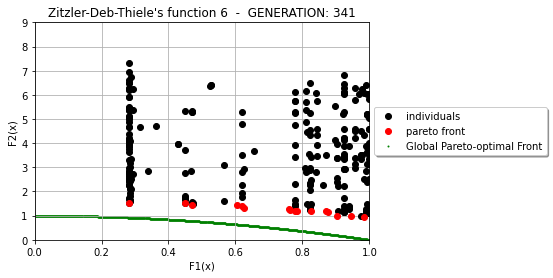 Zitzler-Deb-Thiele's function 6 - GENERATION: 341
9
8
7
6
5
4
3
2
1
0
F2(x)
0.0 0.2 0.4 0.6 0.8 1.0
F1(x)
individuals
pareto front
Global Pareto-optimal Front